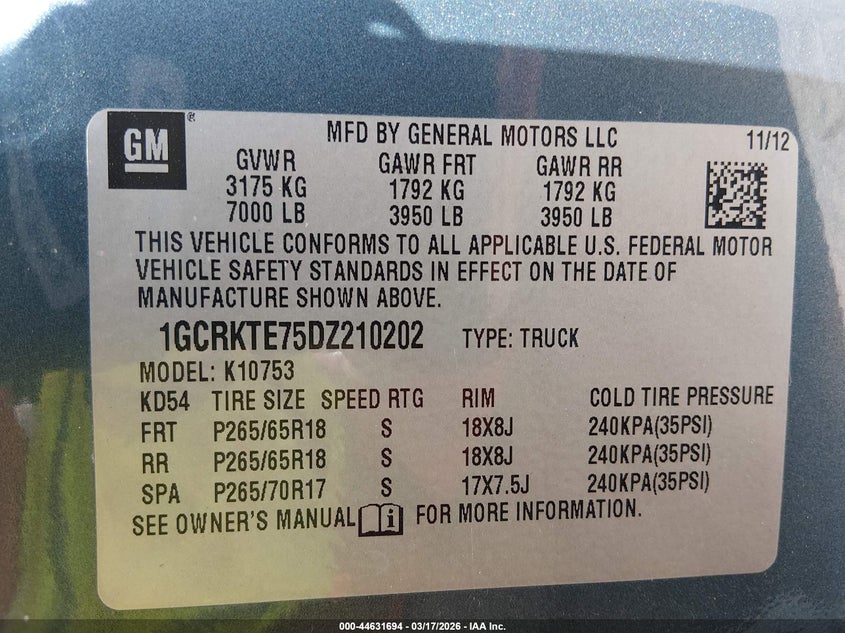 GM ®
MFD BY GENERAL MOTORS LLC 11/12
GVWR GAWR FRT GAWR RR
3175 KG 1792 KG 1792 KG
7000 LB 3950 LB 3950 LB
THIS VEHICLE CONFORMS TO ALL APPLICABLE U.S. FEDERAL MOTOR
VEHICLE SAFETY STANDARDS IN EFFECT ON THE DATE OF
MANUFACTURE SHOWN ABOVE.
1GCRKTE75DZ210202 TYPE: TRUCK
MODEL: K10753
KD54 TIRE SIZE SPEED RTG RIM COLD TIRE PRESSURE
FRT P265/65R18 S 18X8J 240KPA(35PSI)
RR P265/65R18 S 18X8J 240KPA(35PSI)
SPA P265/70R17 S 17X7.5J 240KPA(35PSI)
SEE OWNER'S MANUAL i FOR MORE INFORMATION.
000-44631694 - 03/17/2026 - IAA Inc.